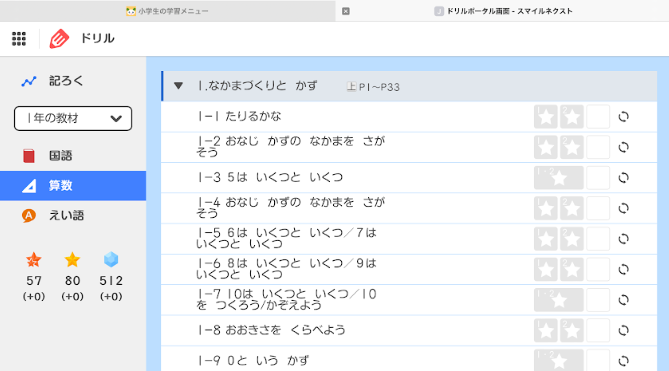 小学生の学習メニュー
ドリルポータル画面 - スマイルネクスト
ドリル
記ろく
1年の教材
国語
算数
えい語
57
80
512
(+0)
(+0)
(+0)
1.なかまづくりと かず
上 P1~P33
1-1 たりるかな
1-2 おなじ かずの なかまを さが
そう
1-3 5は いくつと いくつ
1-4 おなじ かずの なかまを さが
そう
1-5 6は いくつと いくつ/7は
いくつと いくつ
1-6 8は いくつと いくつ/9は
いくつと いくつ
1-7 10は いくつと いくつ/10
を つくろう/かぞえよう
1-8 おおきさを くらべよう
1-9 0と いう かず